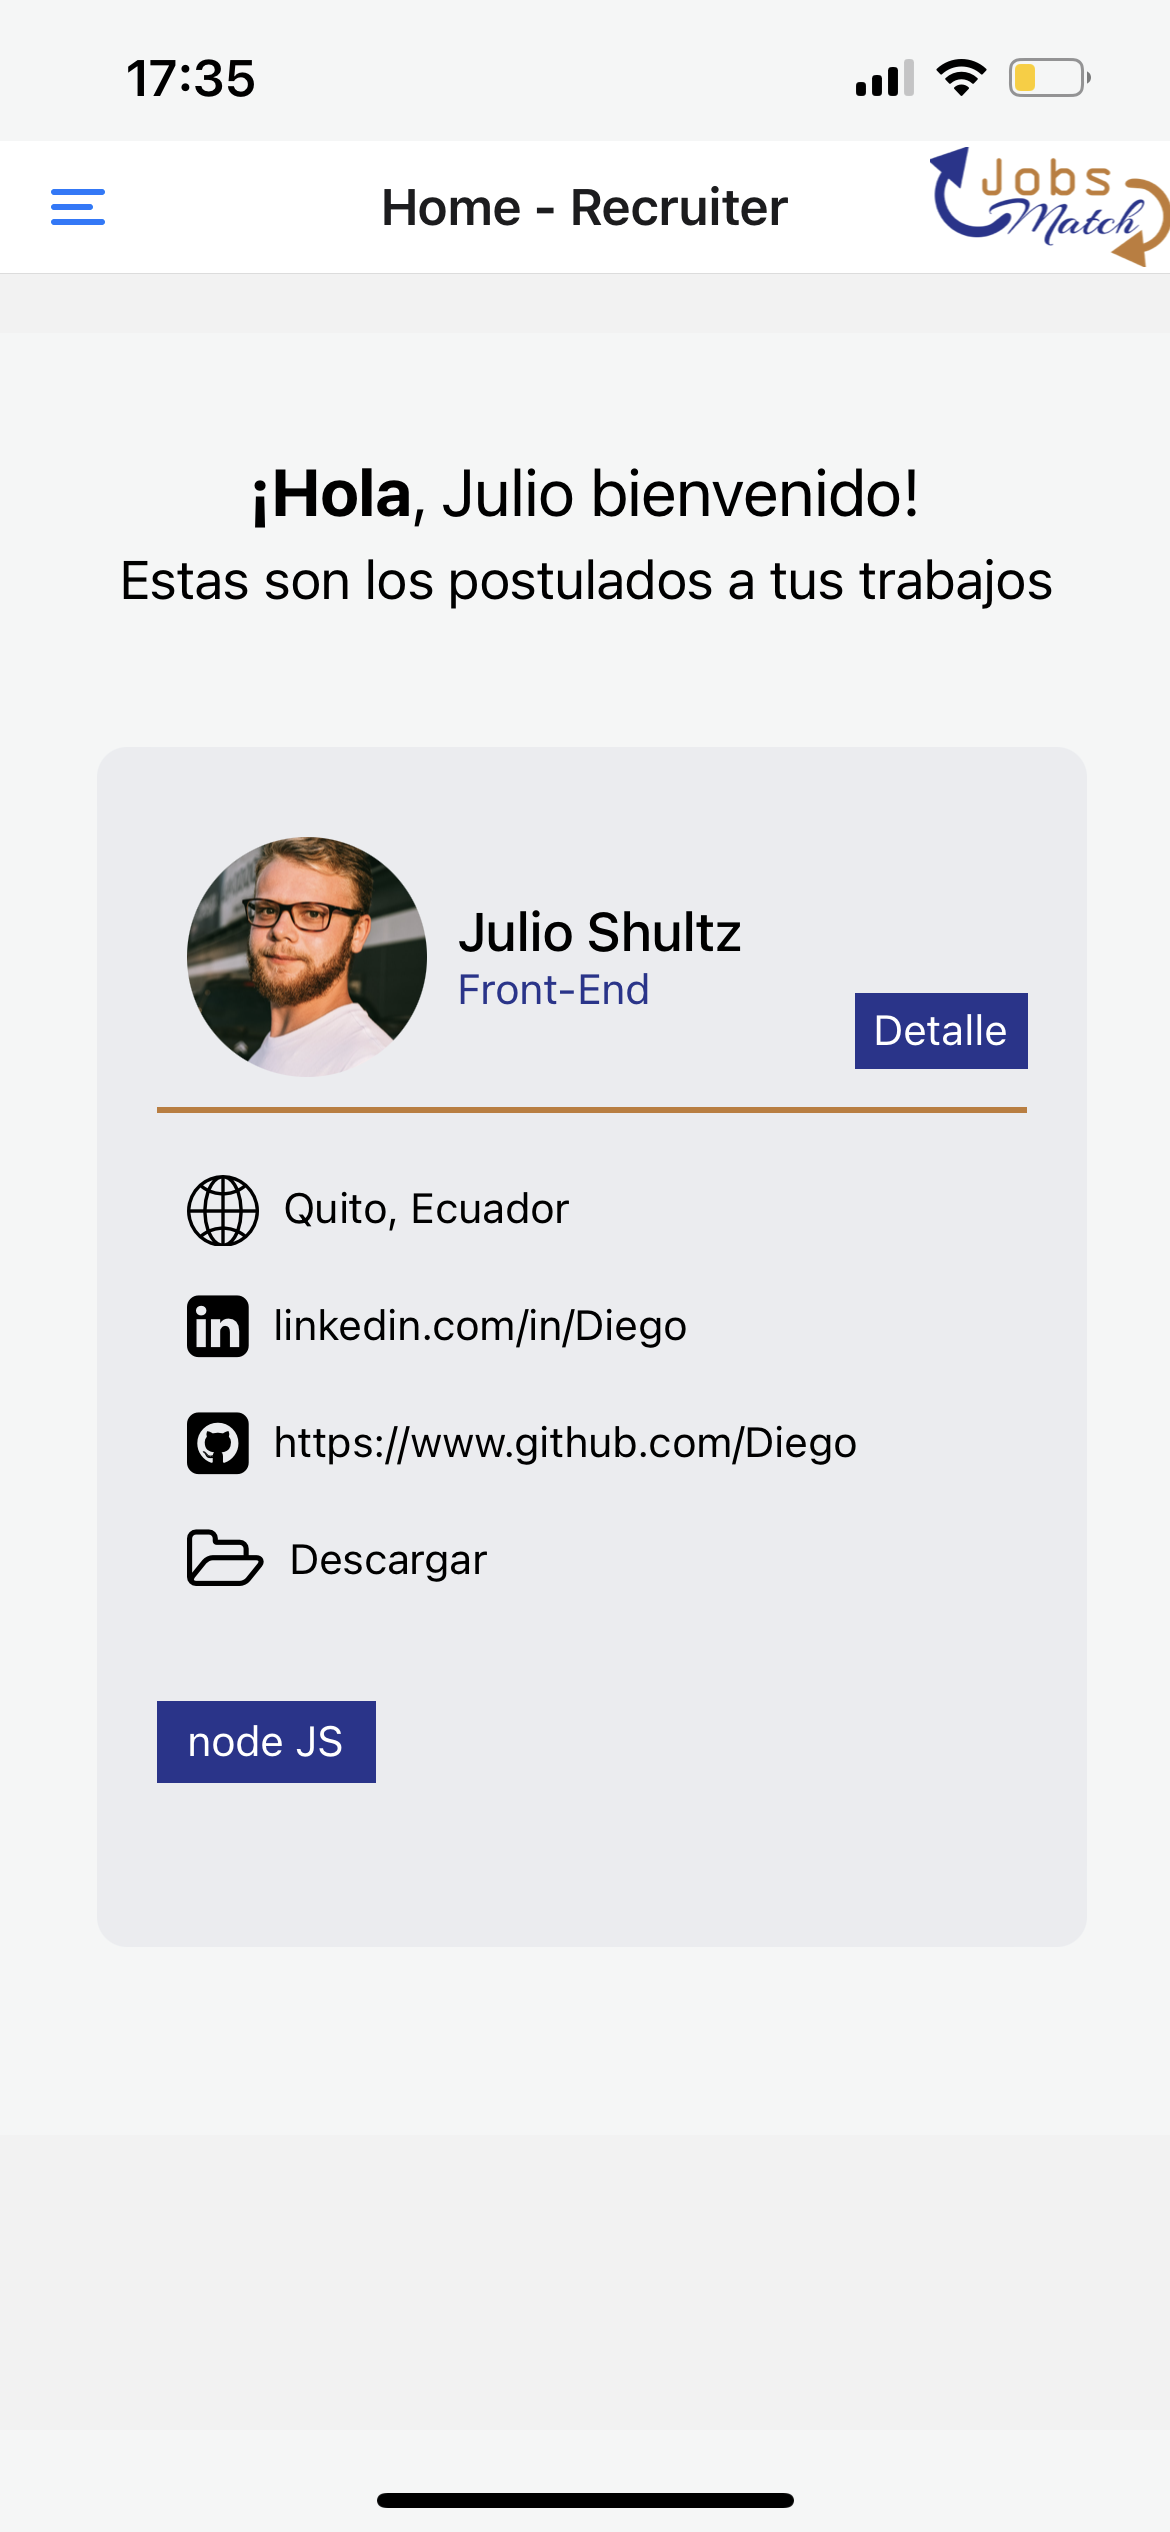 17:35
Home - Recruiter
Jobs
Match
¡Hola, Julio bienvenido!
Estas son los postulados a tus trabajos
Julio Shultz
Front-End
Detalle
Quito, Ecuador
in
linkedin.com/in/Diego
https://www.github.com/Diego
Descargar
node JS